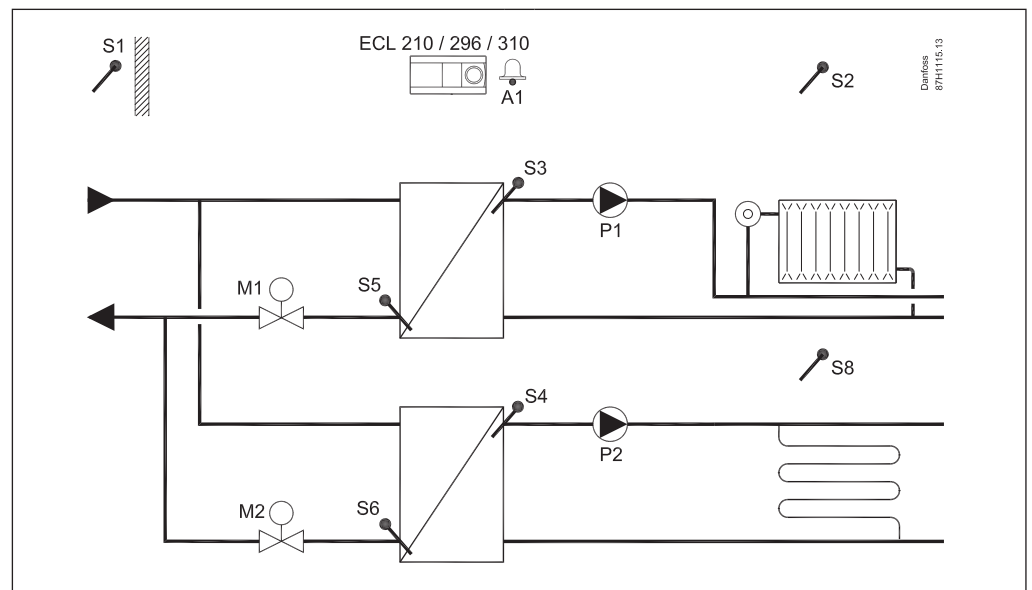 S1
ECL 210 / 296 / 310
A1
S2
Danfoss
87H1115.13
S3
P1
M1
S5
S8
S4
P2
M2
S6